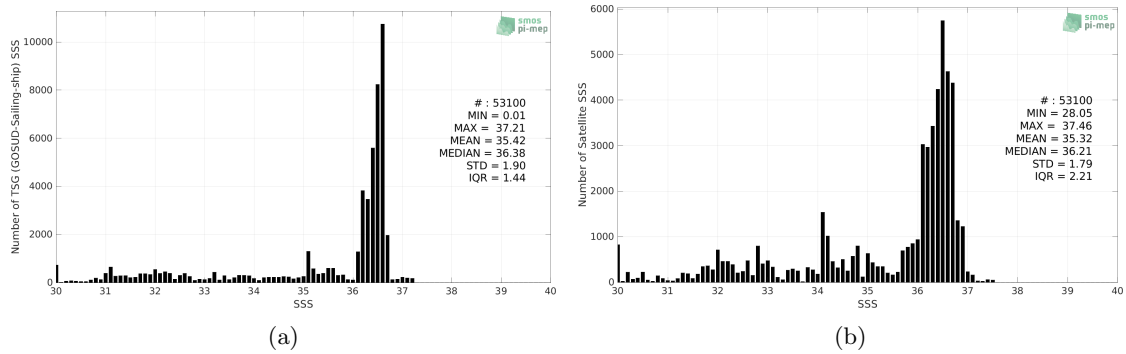 smos
pi-mep
Number of TSG (GOSUD-Sailing-ship) SSS
10000
8000
6000
4000
2000
0
# : 53100
MIN = 0.01
MAX = 37.21
MEAN = 35.42
MEDIAN = 36.38
STD = 1.90
IQR = 1.44
30 31 32 33 34 35 36 37 38 39 40
SSS
(a)
smos
pi-mep
Number of Satellite SSS
6000
5000
4000
3000
2000
1000
0
# : 53100
MIN = 28.05
MAX = 37.46
MEAN = 35.32
MEDIAN = 36.21
STD = 1.79
IQR = 2.21
30 31 32 33 34 35 36 37 38 39 40
SSS
(b)